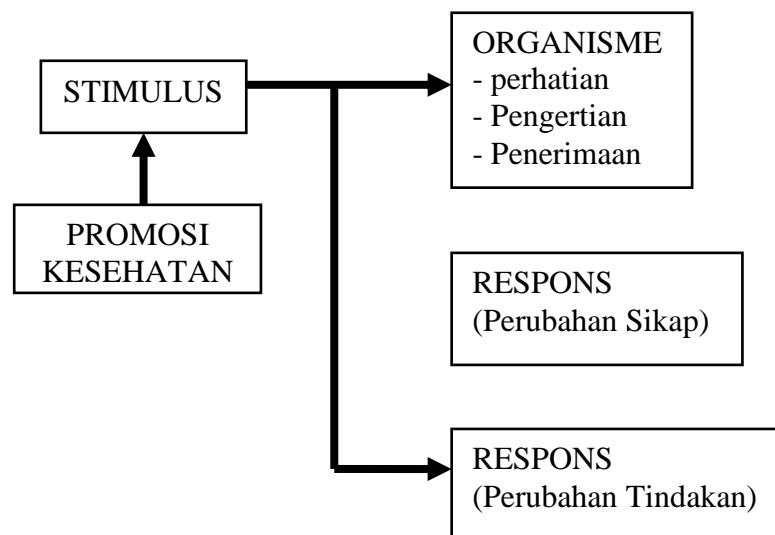 STIMULUS
PROMOSI
KESEHATAN
ORGANISME
- perhatian
- Pengertian
- Penerimaan
RESPONS
(Perubahan Sikap)
RESPONS
(Perubahan Tindakan)